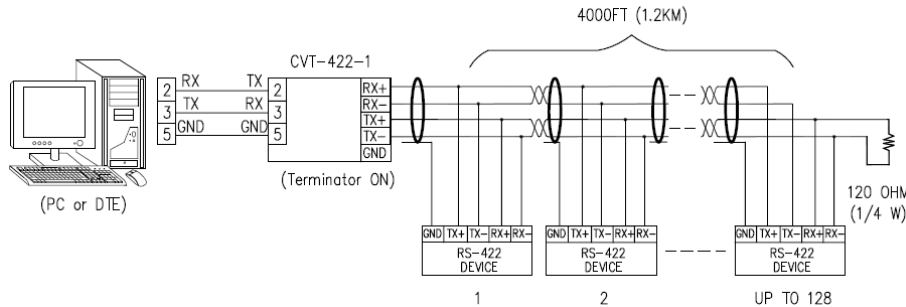 4000FT (1.2KM)
CVT-422-1
2 RX TX 2 RX+
3 TX RX 3 RX-
TX+
5 GND GND 5 TX-
GND
(PC or DTE)
(Terminator ON)
120 OHM
(1/4 W)
GND TX+ TX- RX+ RX-
RS-422
DEVICE
1
GND TX+ TX- RX+ RX-
RS-422
DEVICE
2
GND TX+ TX- RX+ RX-
RS-422
DEVICE
UP TO 128